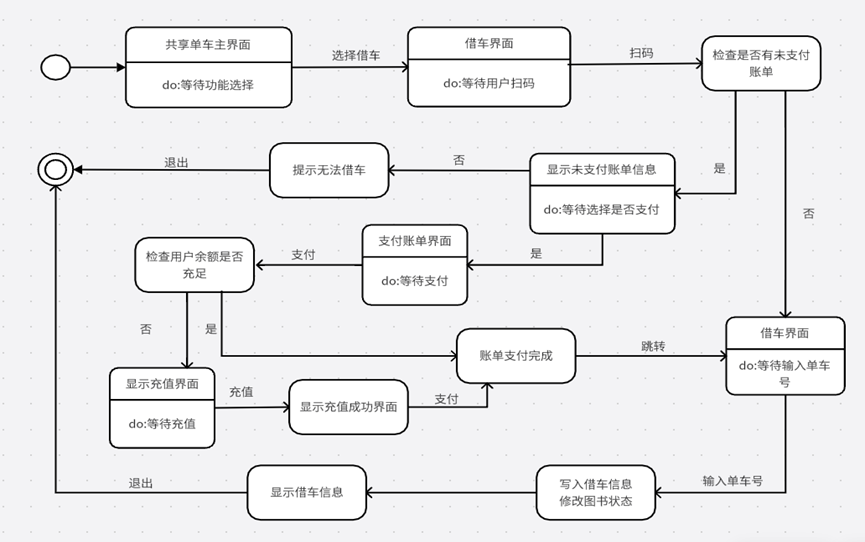 共享单车主界面
do:等待功能选择
选择借车
借车界面
do:等待用户扫码
扫码
检查是否有未支付
账单
是
否
显示未支付账单信息
do:等待选择是否支付
否
提示无法借车
退出
是
支付账单界面
do:等待支付
支付
检查用户余额是否
充足
否
是
显示充值界面
do:等待充值
充值
显示充值成功界面
支付
账单支付完成
跳转
借车界面
do:等待输入单车
号
输入单车号
写入借车信息
修改图书状态
显示借车信息
退出